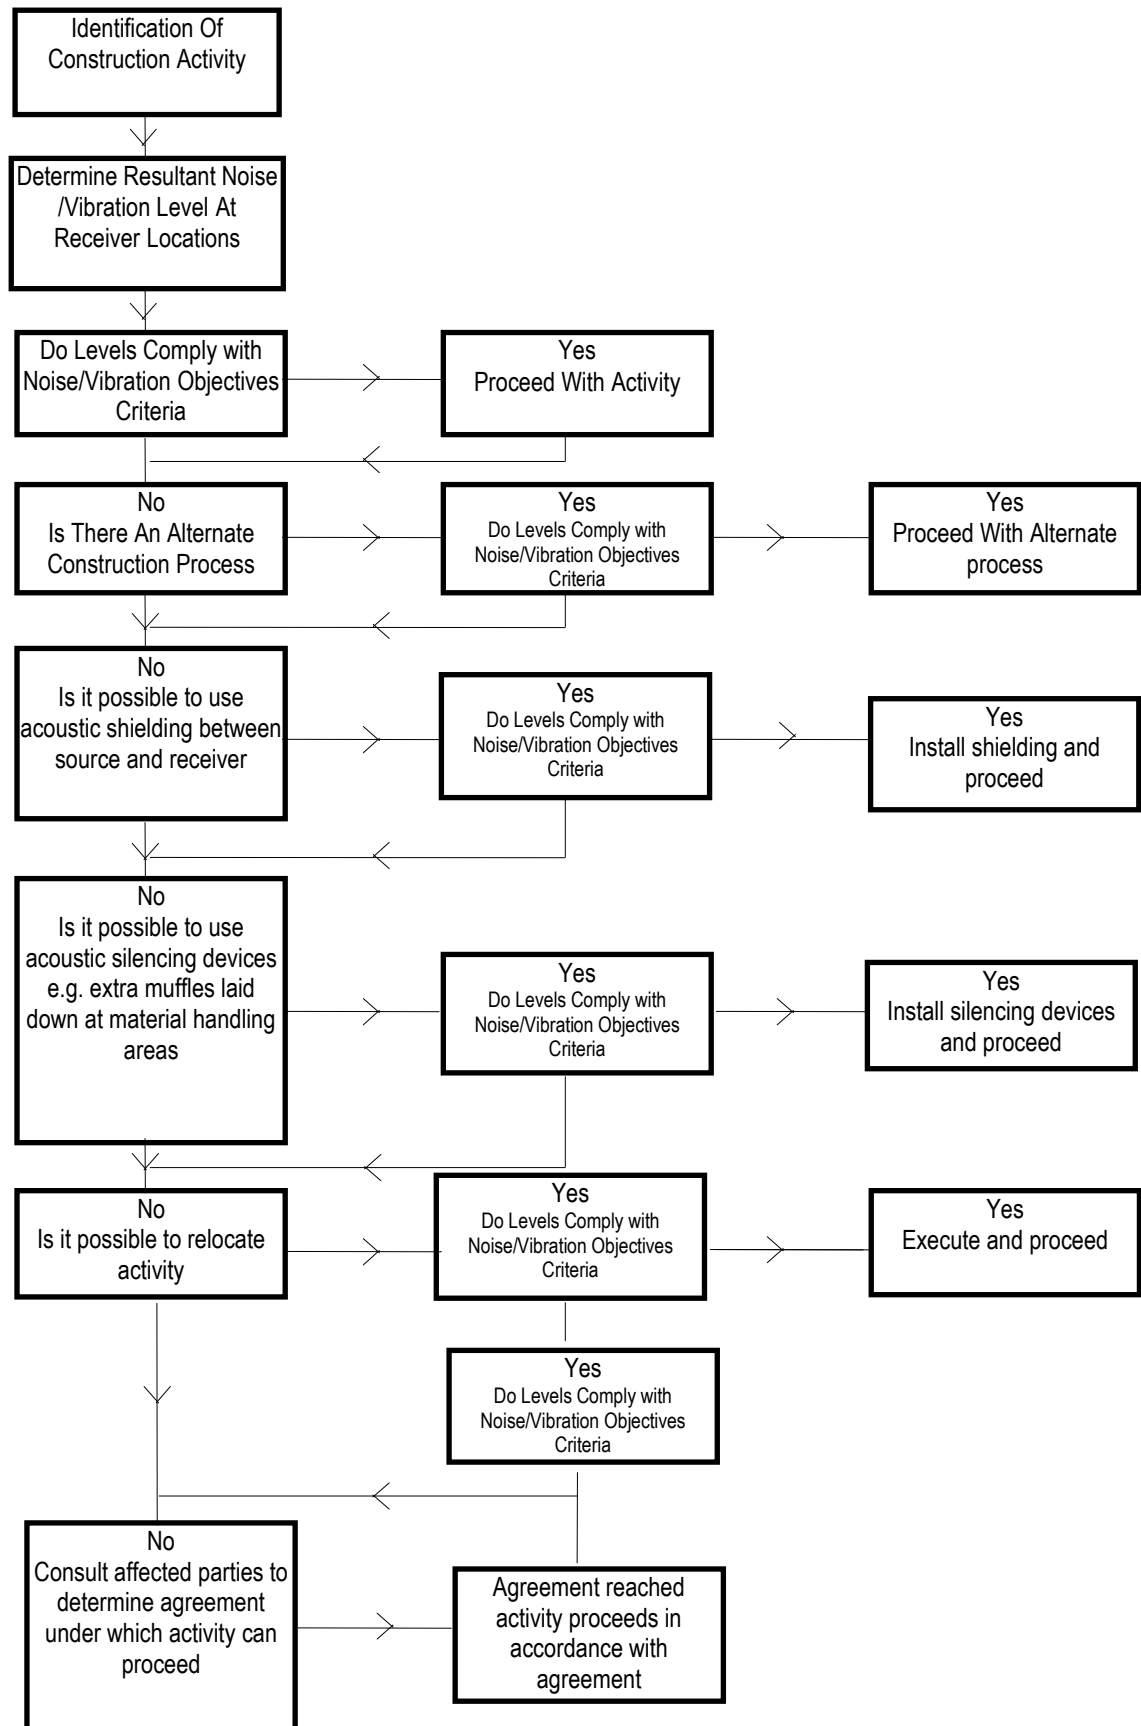 Identification Of
Construction Activity
Determine Resultant Noise
/Vibration Level At
Receiver Locations
Do Levels Comply with
Noise/Vibration Objectives
Criteria
Yes
Proceed With Activity
No
Is There An Alternate
Construction Process
Yes
Do Levels Comply with
Noise/Vibration Objectives
Criteria
Yes
Proceed With Alternate
process
No
Is it possible to use
acoustic shielding between
source and receiver
Yes
Do Levels Comply with
Noise/Vibration Objectives
Criteria
Yes
Install shielding and
proceed
No
Is it possible to use
acoustic silencing devices
e.g. extra muffles laid
down at material handling
areas
Yes
Do Levels Comply with
Noise/Vibration Objectives
Criteria
Yes
Install silencing devices
and proceed
No
Is it possible to relocate
activity
Yes
Do Levels Comply with
Noise/Vibration Objectives
Criteria
Yes
Execute and proceed
Yes
Do Levels Comply with
Noise/Vibration Objectives
Criteria
No
Consult affected parties to
determine agreement
under which activity can
proceed
Agreement reached
activity proceeds in
accordance with
agreement